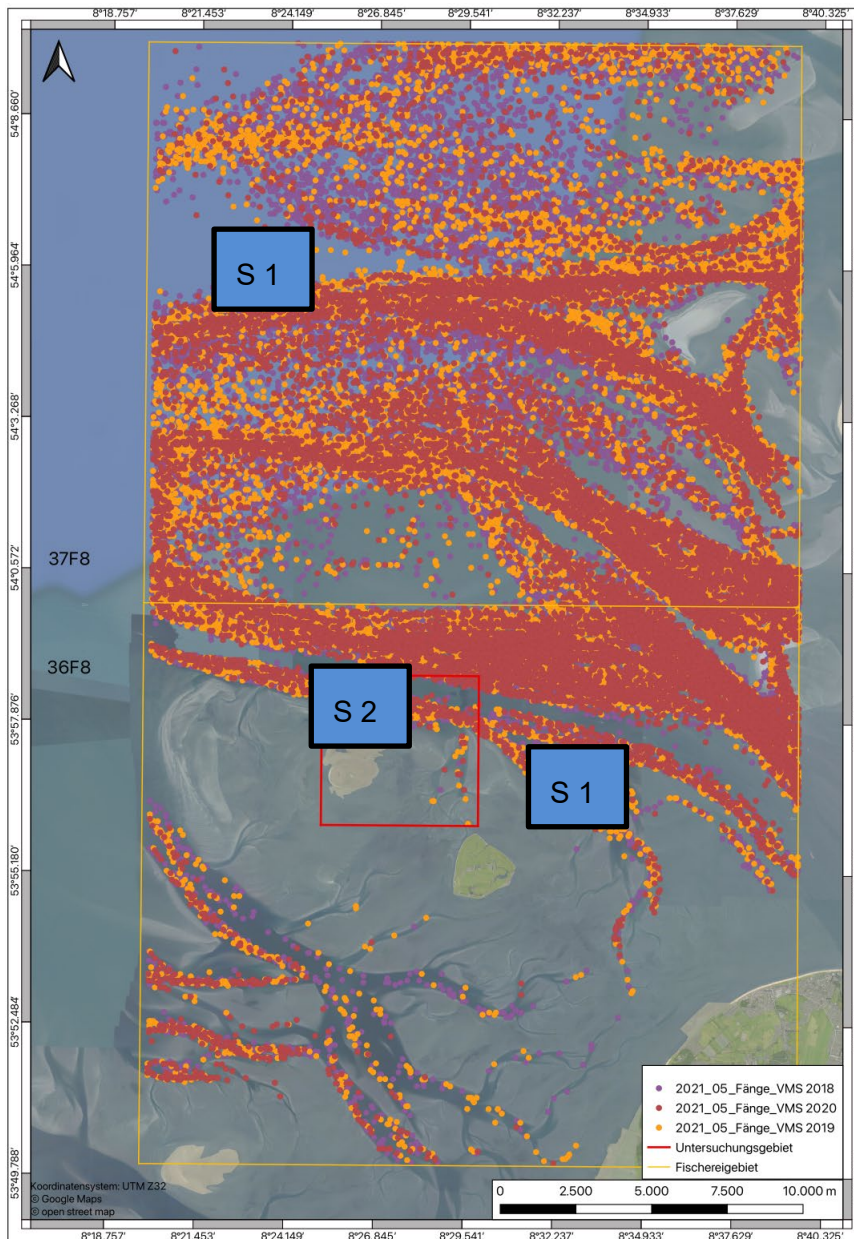 8°18.757' 8°21.453' 8°24.149' 8°26.845' 8°29.541' 8°32.237' 8°34.933' 8°37.629' 8°40.325'
54°8.660'
S 1
54°5.964'
54°3.268'
37F8
54°0.572'
36F8
S 2
53°57.876'
S 1
53°55.180'
53°52.484'
2021_05_Fänge_VMS 2018
2021_05_Fänge_VMS 2020
2021_05_Fänge_VMS 2019
Untersuchungsgebiet
Fischereigebiet
53°49.788'
Koordinatensystem: UTM Z32
© Google Maps
© open street map
0 2.500 5.000 7.500 10.000 m
8°18.757' 8°21.453' 8°24.149' 8°26.845' 8°29.541' 8°32.237' 8°34.933' 8°37.629' 8°40.325'